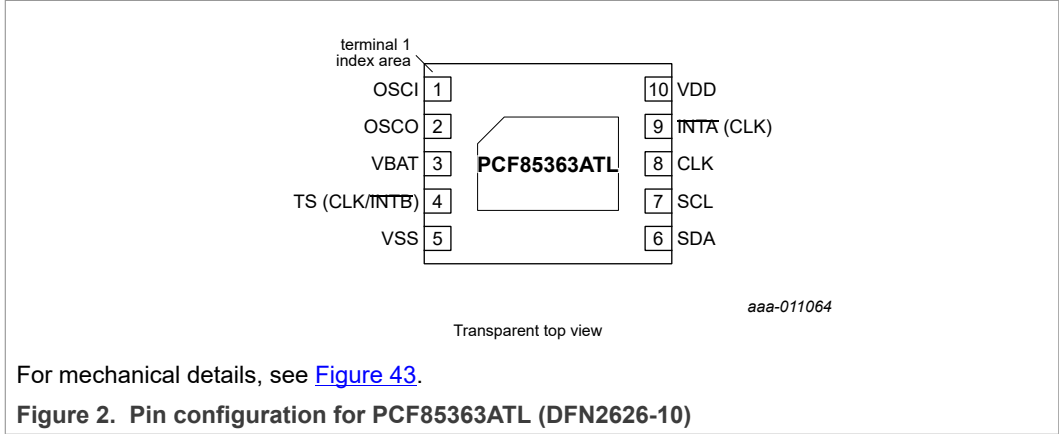 terminal 1
index area
OSCI 1
10 VDD
OSCO 2
9 INTA (CLK)
VBAT 3
PCF85363ATL
8 CLK
TS (CLK/INTB) 4
7 SCL
VSS 5
6 SDA
aaa-011064
Transparent top view
For mechanical details, see Figure 43.
Figure 2. Pin configuration for PCF85363ATL (DFN2626-10)